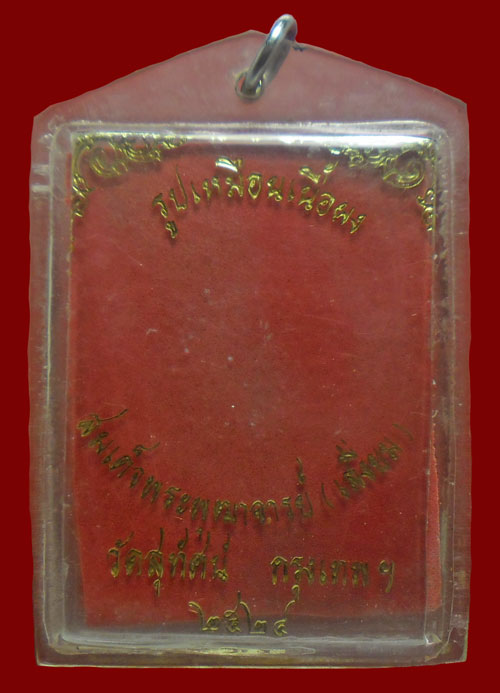 รูปเหมือนเนื้อผง
สมเด็จพระพุฒาจารย์ (เสงี่ยม)
วัดสุทัศน์ กรุงเทพฯ
๒๕๒๔